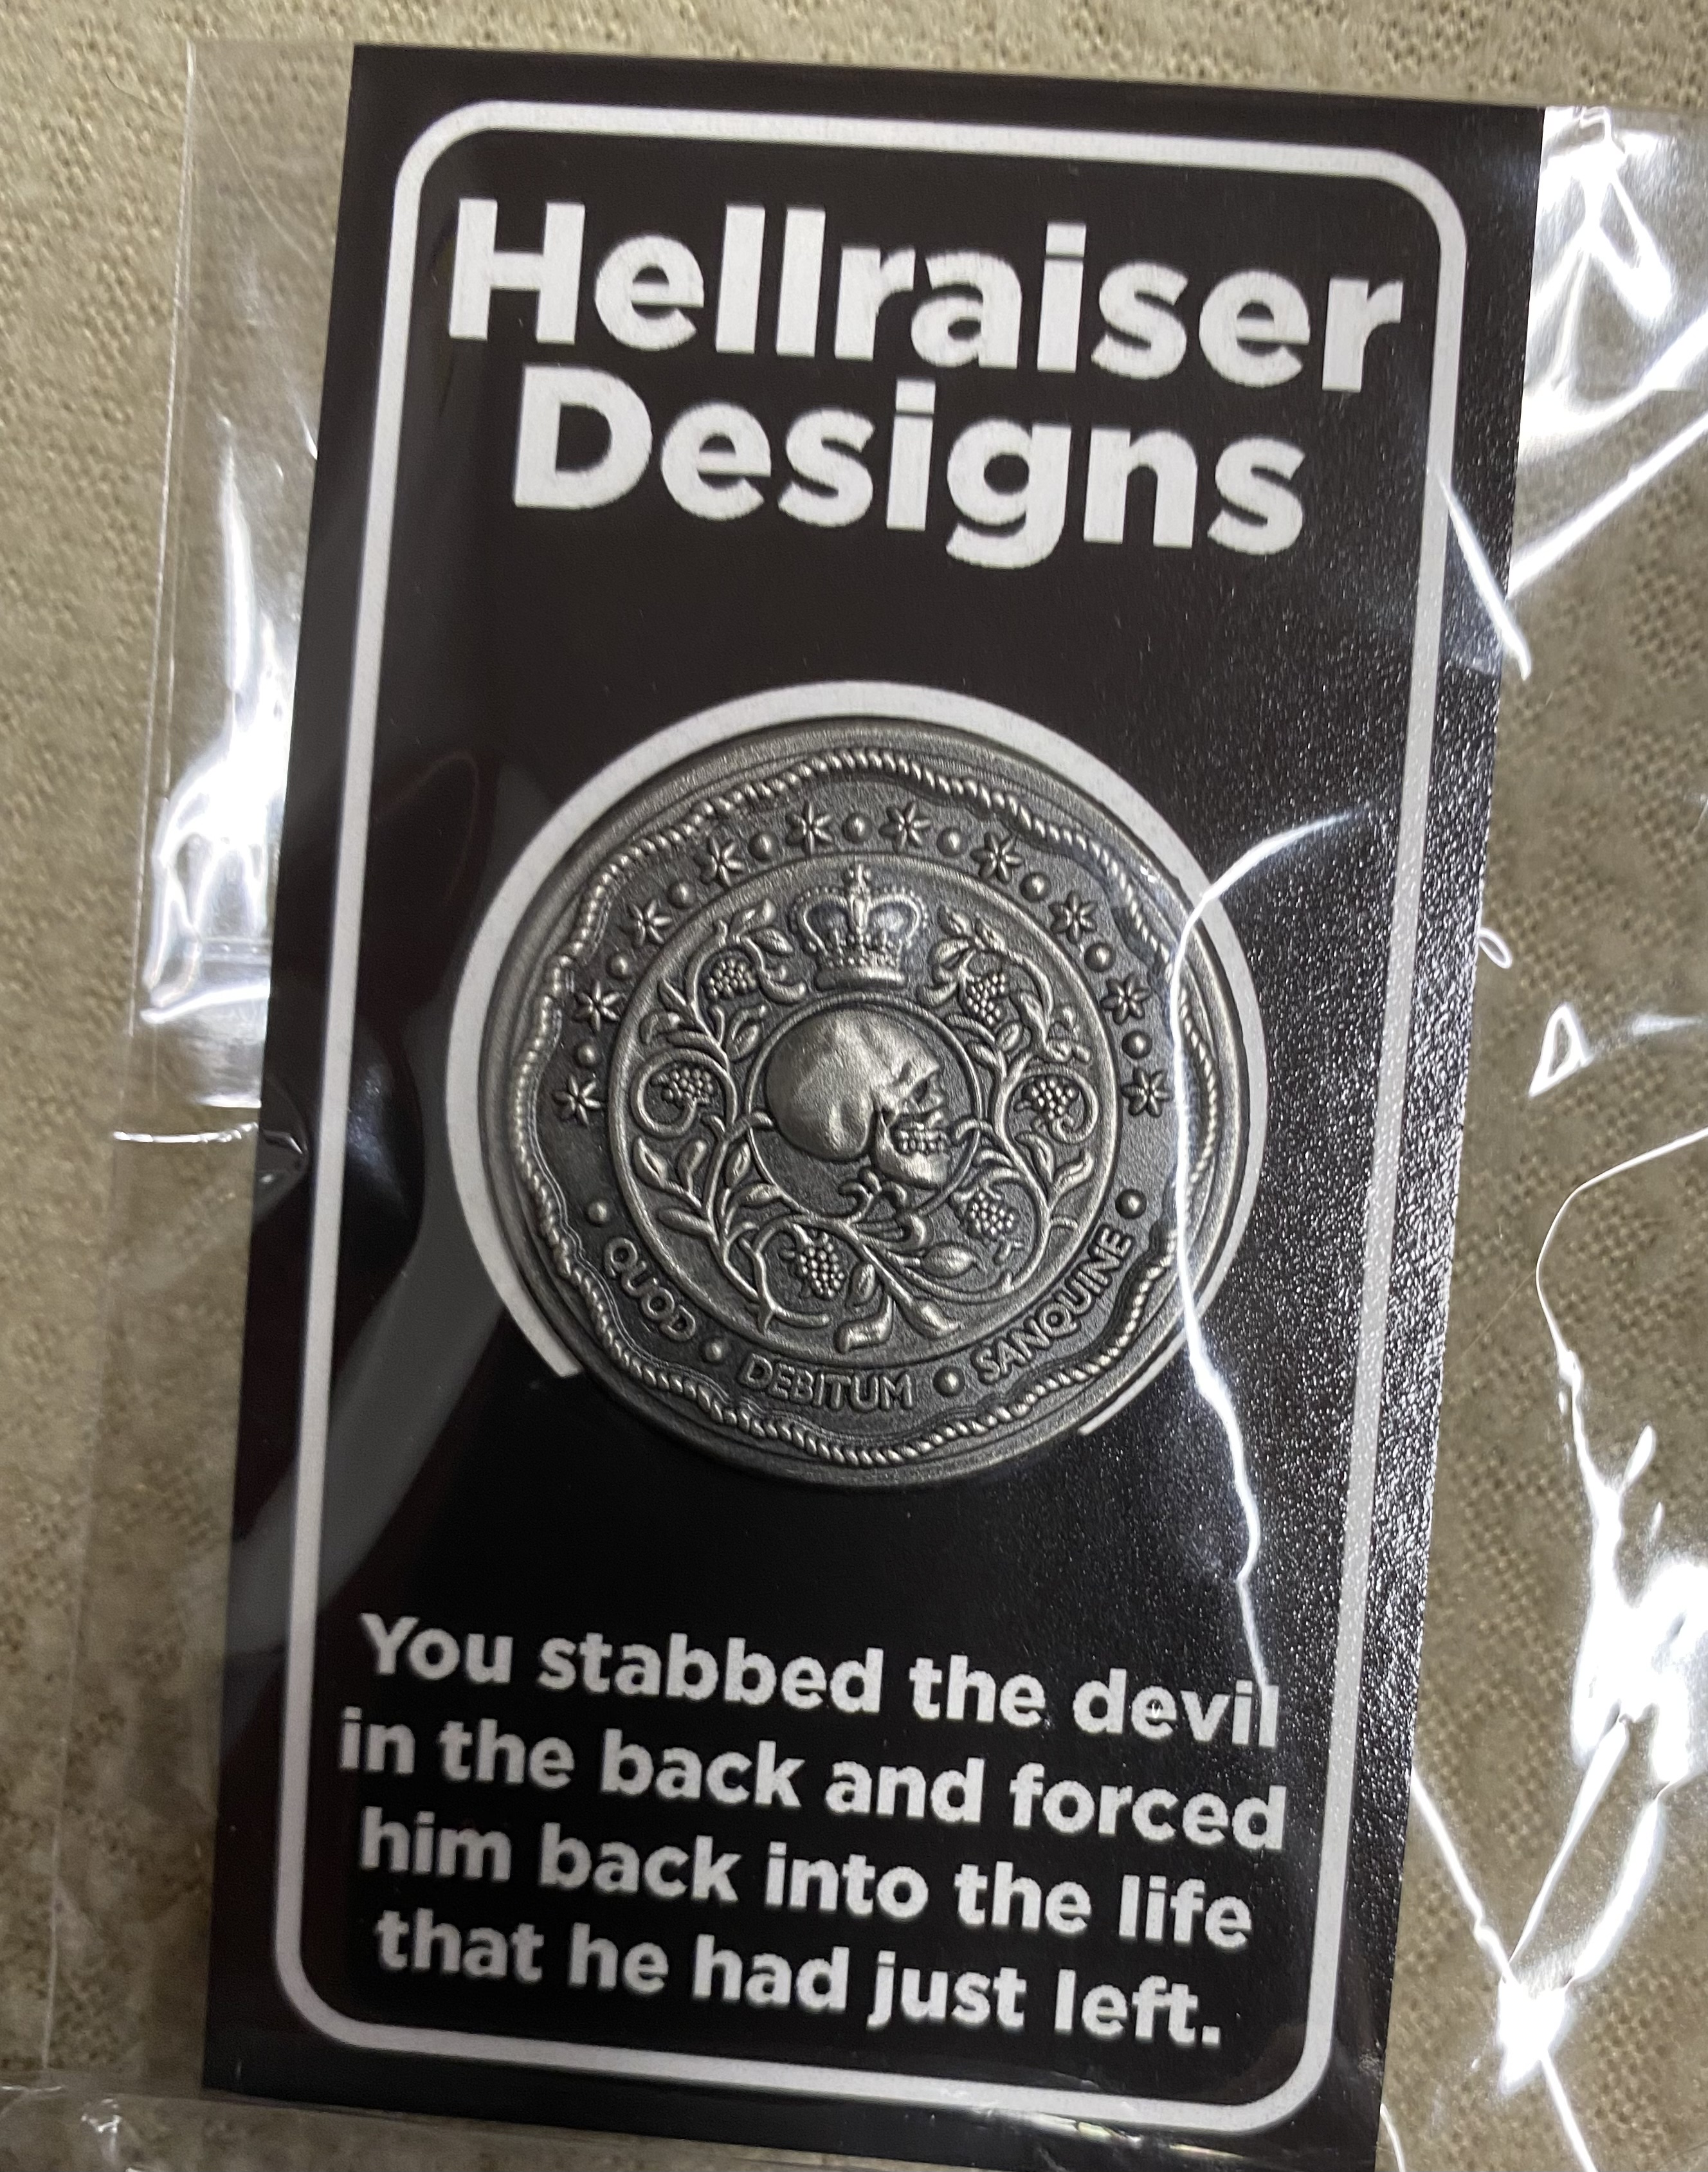 Hellraiser
Designs
QUOD • DEBITUM • SANQUINE
You stabbed the devil
in the back and forced
him back into the life
that he had just left.